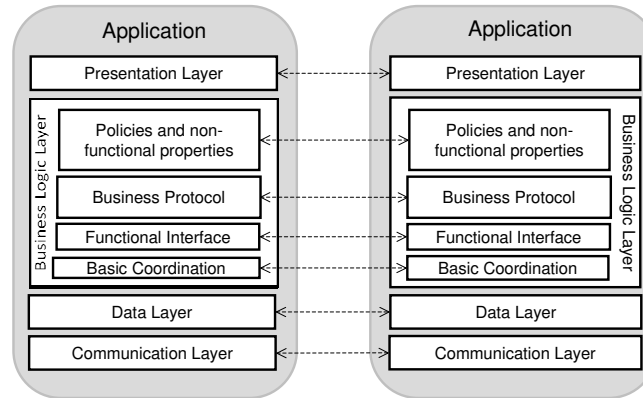 Application
Presentation Layer
Business Logic Layer
Policies and non-
functional properties
Business Protocol
Functional Interface
Basic Coordination
Data Layer
Communication Layer
Application
Presentation Layer
Policies and non-
functional properties
Business Protocol
Functional Interface
Basic Coordination
Business Logic Layer
Data Layer
Communication Layer